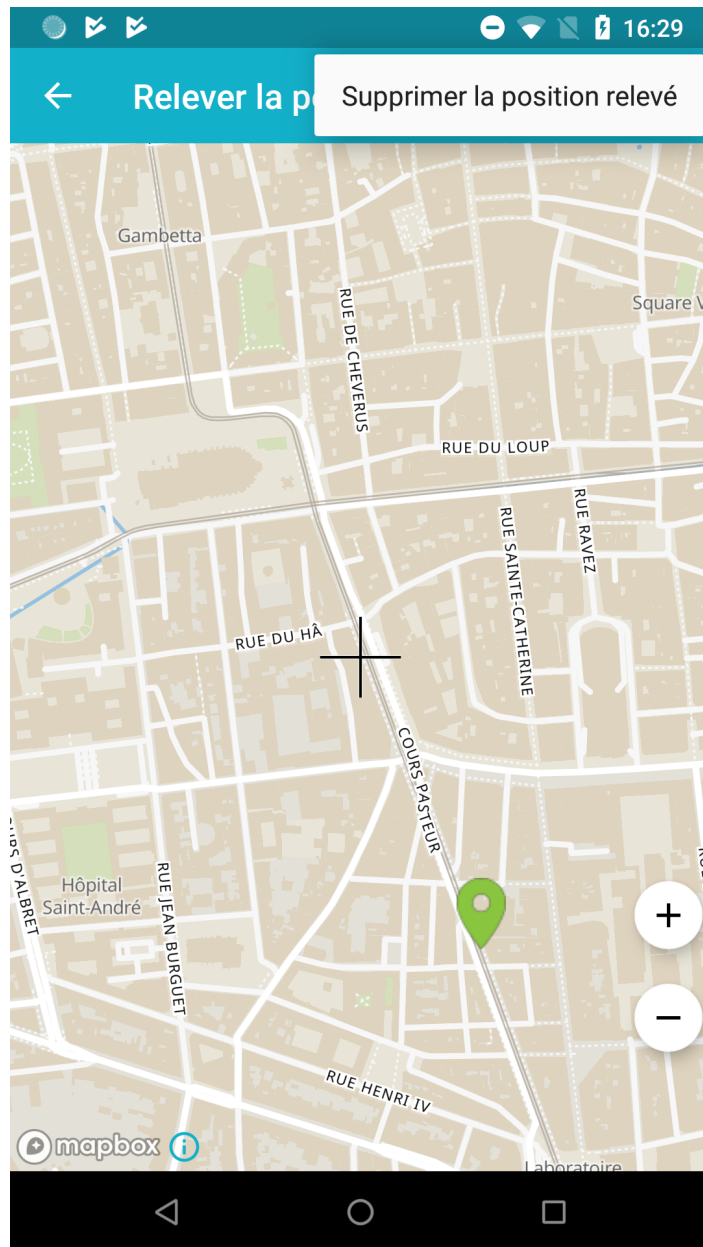 16:29
Relever la p
Supprimer la position relevé
Gambetta
Square V
RUE DE CHEVERUS
RUE DU LOUP
RUE RAVEZ
RUE SAINTE-CATHERINE
RUE DU HÂ
COURS PASTEUR
URS D'ALBRET
Hôpital
Saint-André
RUE JEAN BURGUET
RUE HENRI IV
mapbox
Laboratoire